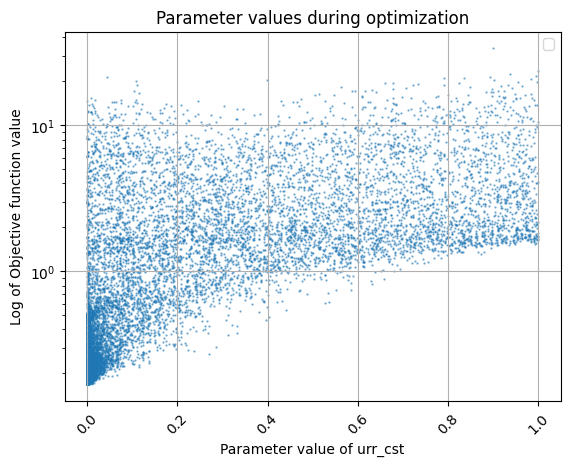 Parameter values during optimization
Log of Objective function value
10¹
10⁰
0.0 0.2 0.4 0.6 0.8 1.0
Parameter value of urr_cst